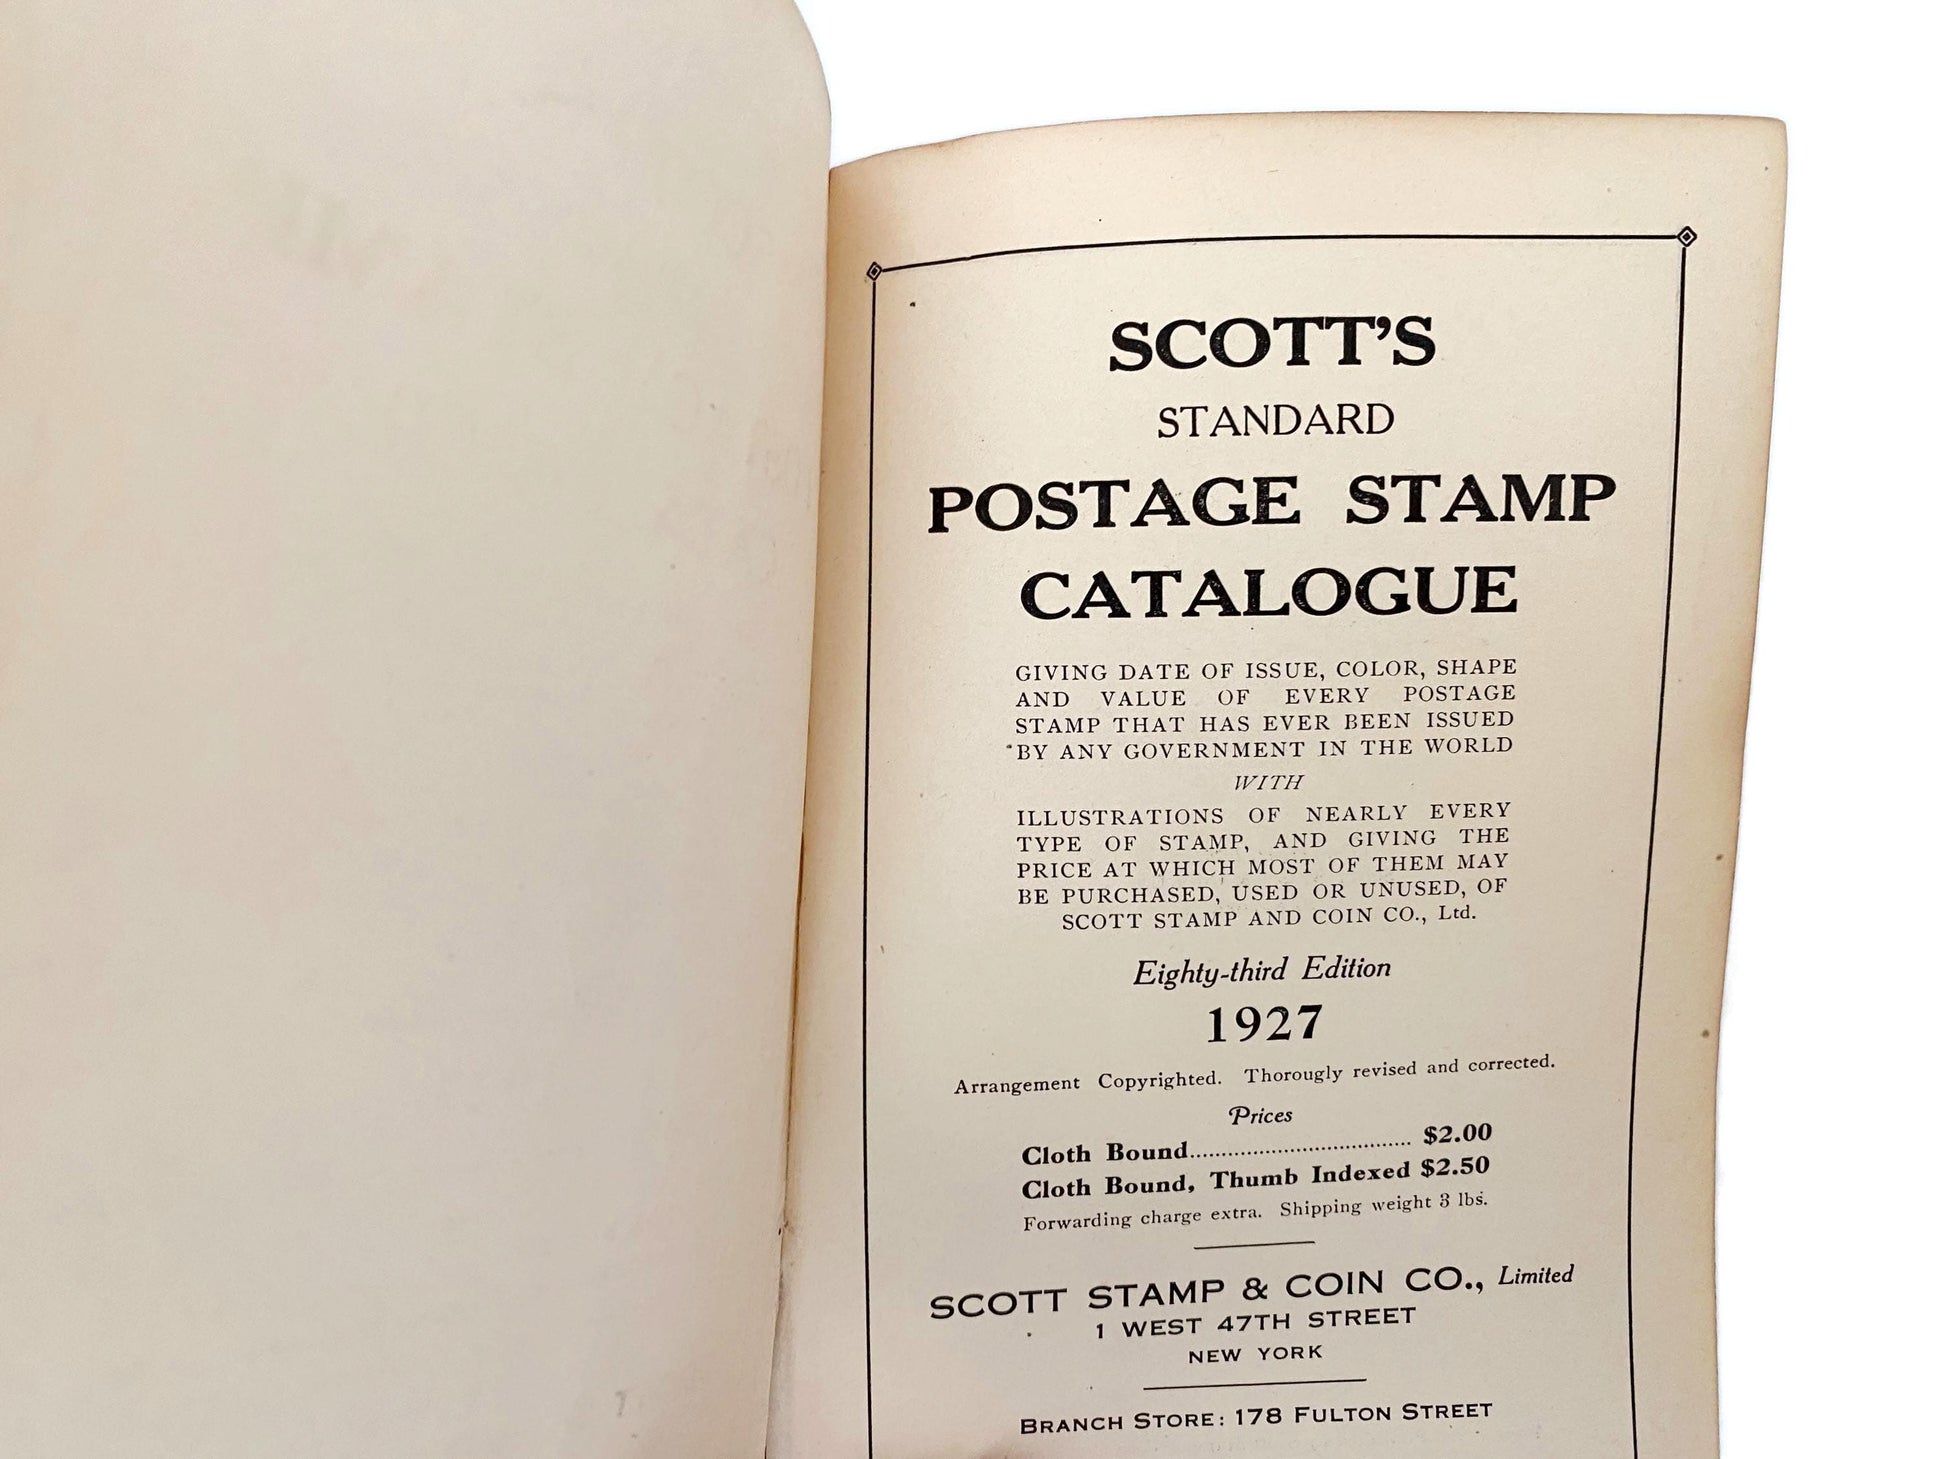 SCOTT'S
STANDARD
POSTAGE STAMP
CATALOGUE
GIVING DATE OF ISSUE, COLOR, SHAPE
AND VALUE OF EVERY POSTAGE
STAMP THAT HAS EVER BEEN ISSUED
BY ANY GOVERNMENT IN THE WORLD
WITH
ILLUSTRATIONS OF NEARLY EVERY
TYPE OF STAMP, AND GIVING THE
PRICE AT WHICH MOST OF THEM MAY
BE PURCHASED, USED OR UNUSED, OF
SCOTT STAMP AND COIN CO., Ltd.
Eighty-third Edition
1927
Arrangement Copyrighted. Thorougly revised and corrected.
Prices
Cloth Bound................................... $2.00
Cloth Bound, Thumb Indexed $2.50
Forwarding charge extra. Shipping weight 3 lbs.
SCOTT STAMP & COIN CO., Limited
1 WEST 47TH STREET
NEW YORK
BRANCH STORE: 178 FULTON STREET